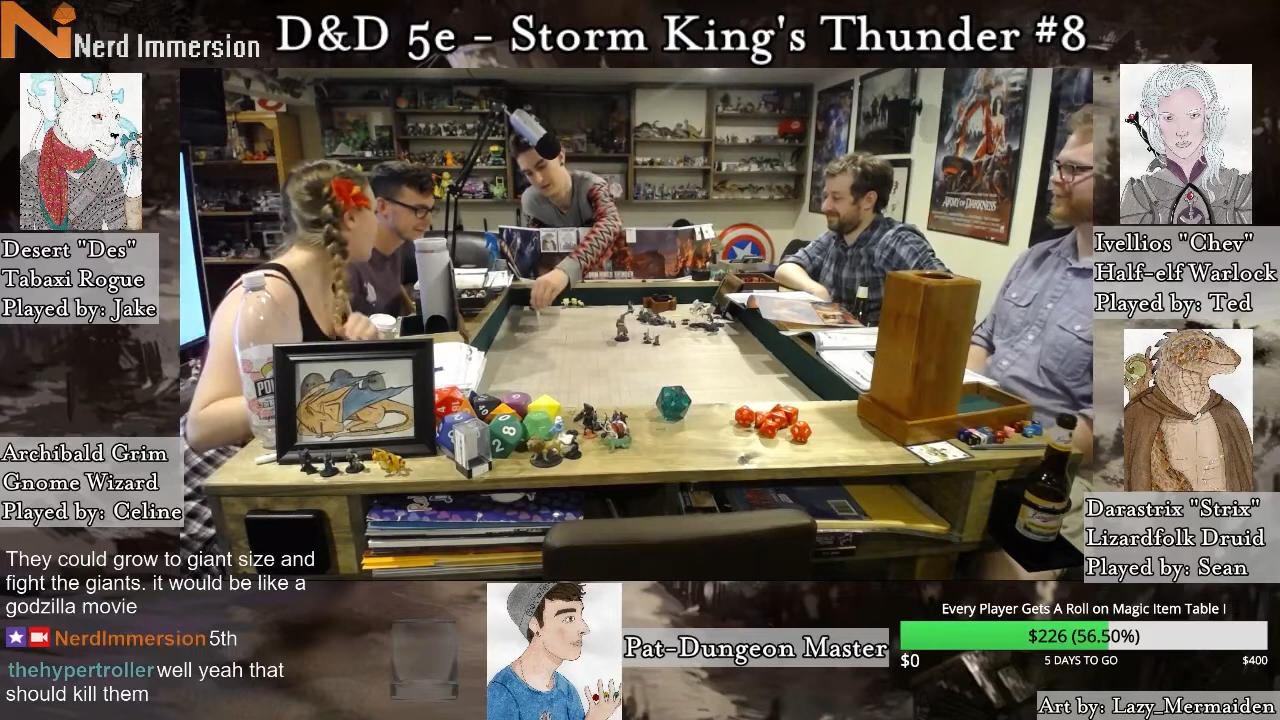 Nerd Immersion
D&D 5e - Storm King's Thunder #8
Desert "Des"
Tabaxi Rogue
Played by: Jake
Ivellios "Chev"
Half-elf Warlock
Played by: Ted
ARMY OF DARKNESS
Archibald Grim
Gnome Wizard
Played by: Celine
Darastrix "Strix"
Lizardfolk Druid
Played by: Sean
8
They could grow to giant size and
fight the giants. it would be like a
godzilla movie
NerdImmersion 5th
thehypertroller well yeah that
should kill them
Pat-Dungeon Master
Every Player Gets A Roll on Magic Item Table I
$226 (56.50%)
$0
5 DAYS TO GO
$400
Art by: Lazy_Mermaiden